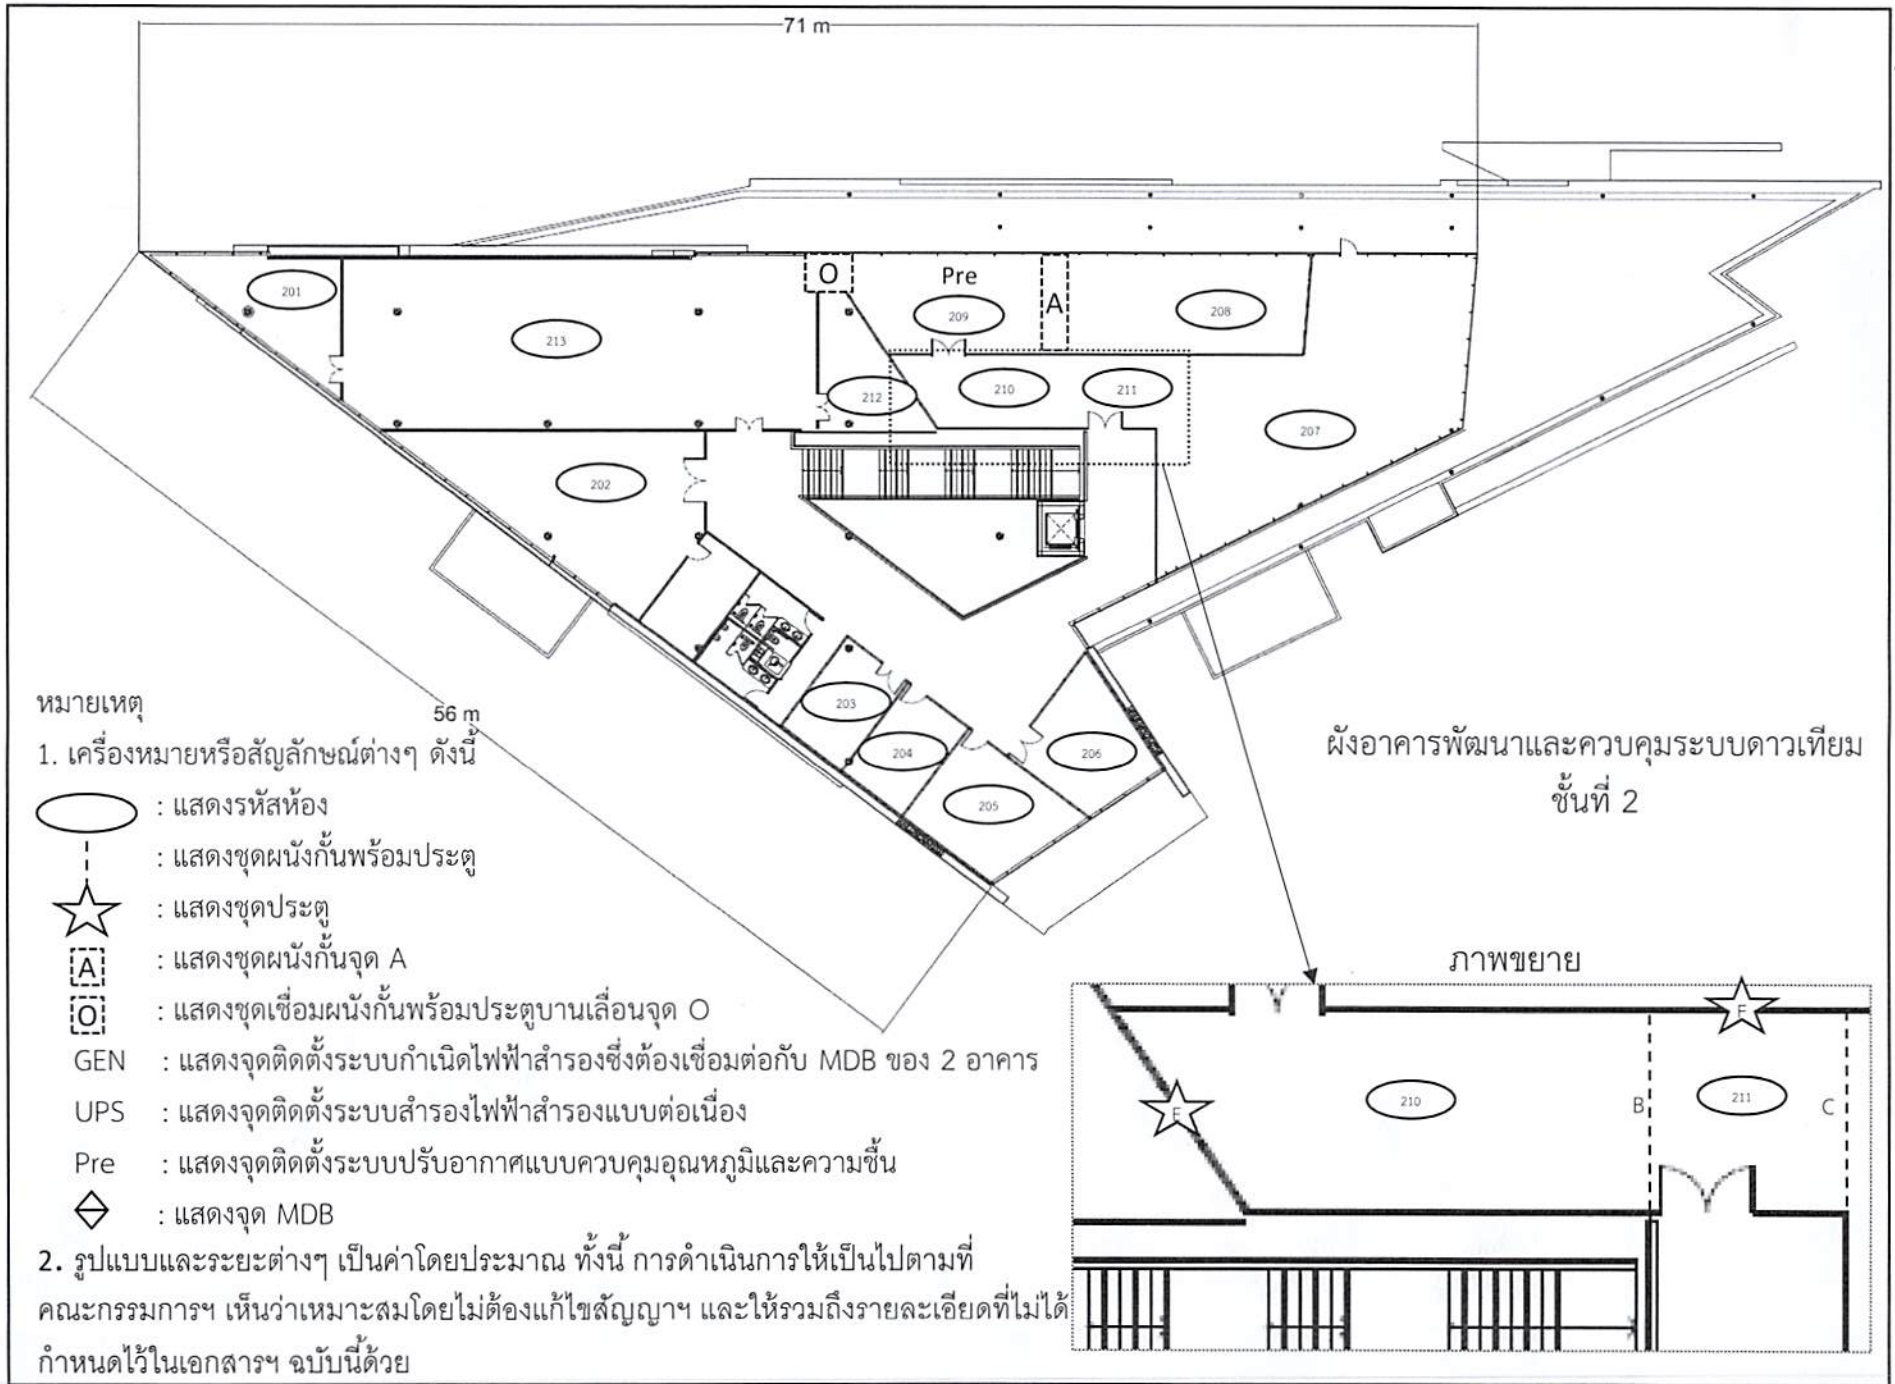 71 m
201
213
O
Pre
209
A
208
212
210
211
207
202
203
204
205
206
56 m
หมายเหตุ
1. เครื่องหมายหรือสัญลักษณ์ต่างๆ ดังนี้
: แสดงรหัสห้อง
: แสดงชุดผนังกั้นพร้อมประตู
: แสดงชุดประตู
A : แสดงชุดผนังกั้นจุด A
O : แสดงชุดเชื่อมผนังกั้นพร้อมประตูบานเลื่อนจุด O
GEN : แสดงจุดติดตั้งระบบกำเนิดไฟฟ้าสำรองซึ่งต้องเชื่อมต่อกับ MDB ของ 2 อาคาร
UPS : แสดงจุดติดตั้งระบบสำรองไฟฟ้าสำรองแบบต่อเนื่อง
Pre : แสดงจุดติดตั้งระบบปรับอากาศแบบควบคุมอุณหภูมิและความชื้น
: แสดงจุด MDB
2. รูปแบบและระยะต่างๆ เป็นค่าโดยประมาณ ทั้งนี้ การดำเนินการให้เป็นไปตามที่
คณะกรรมการฯ เห็นว่าเหมาะสมโดยไม่ต้องแก้ไขสัญญาฯ และให้รวมถึงรายละเอียดที่ไม่ได้
กำหนดไว้ในเอกสารฯ ฉบับนี้ด้วย
ผังอาคารพัฒนาและควบคุมระบบดาวเทียม
ชั้นที่ 2
ภาพขยาย
210
B
211
C